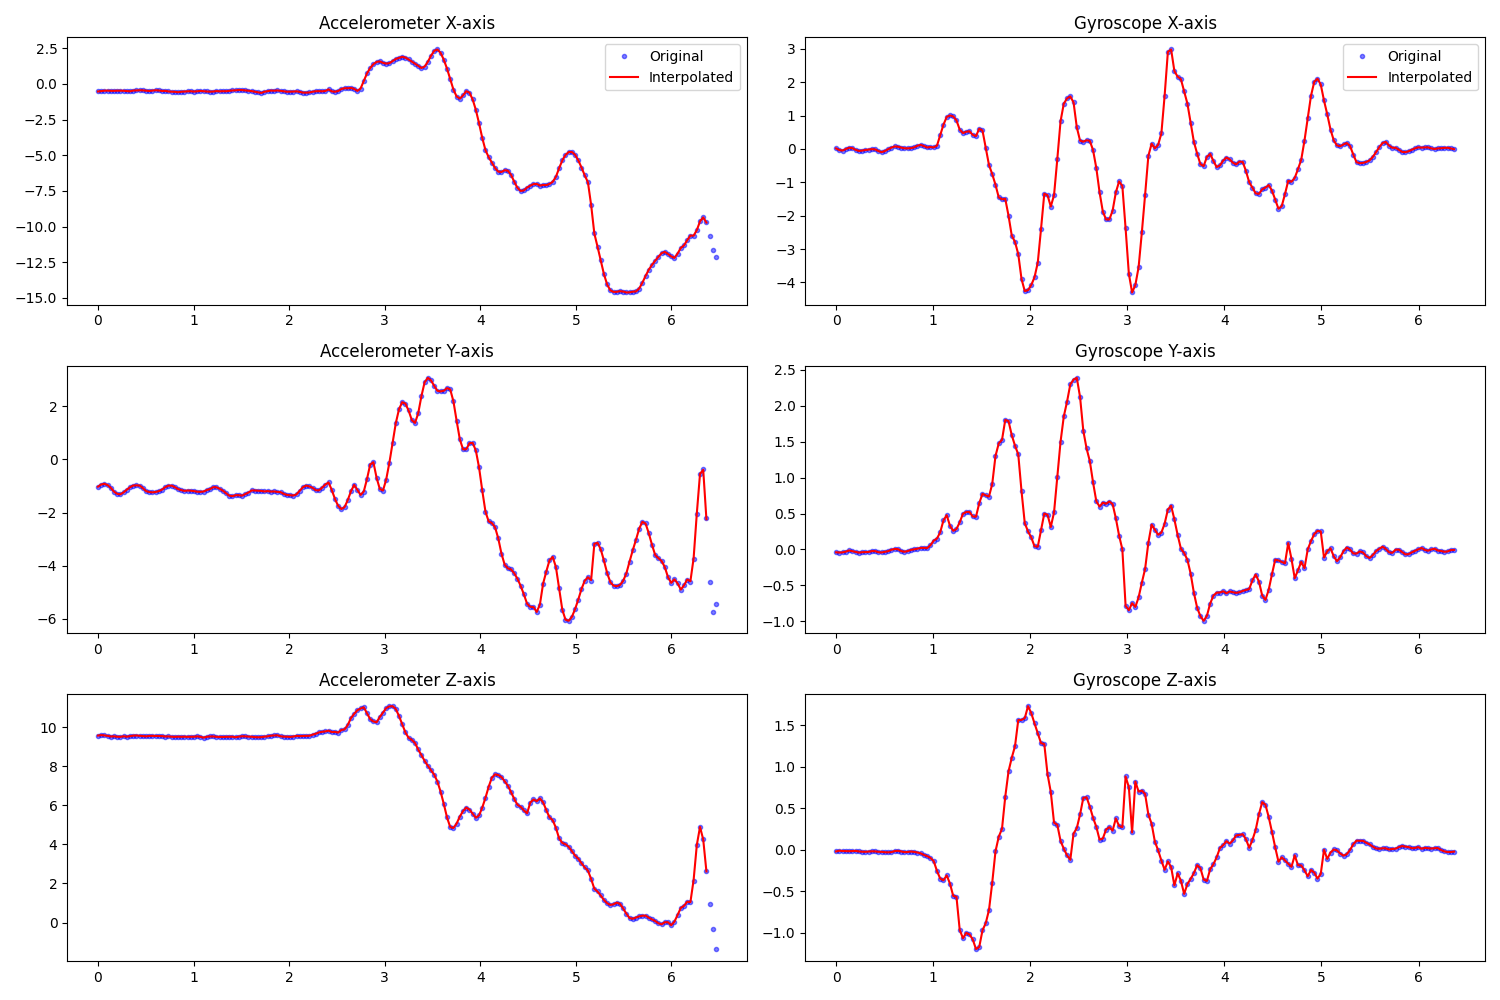 Accelerometer X-axis
2.5
0.0
−2.5
−5.0
−7.5
−10.0
−12.5
−15.0
0 1 2 3 4 5 6
Original
Interpolated
Gyroscope X-axis
3
2
1
0
−1
−2
−3
−4
0 1 2 3 4 5 6
Original
Interpolated
Accelerometer Y-axis
2
0
−2
−4
−6
0 1 2 3 4 5 6
Gyroscope Y-axis
2.5
2.0
1.5
1.0
0.5
0.0
−0.5
−1.0
0 1 2 3 4 5 6
Accelerometer Z-axis
10
8
6
4
2
0
0 1 2 3 4 5 6
Gyroscope Z-axis
1.5
1.0
0.5
0.0
−0.5
−1.0
0 1 2 3 4 5 6